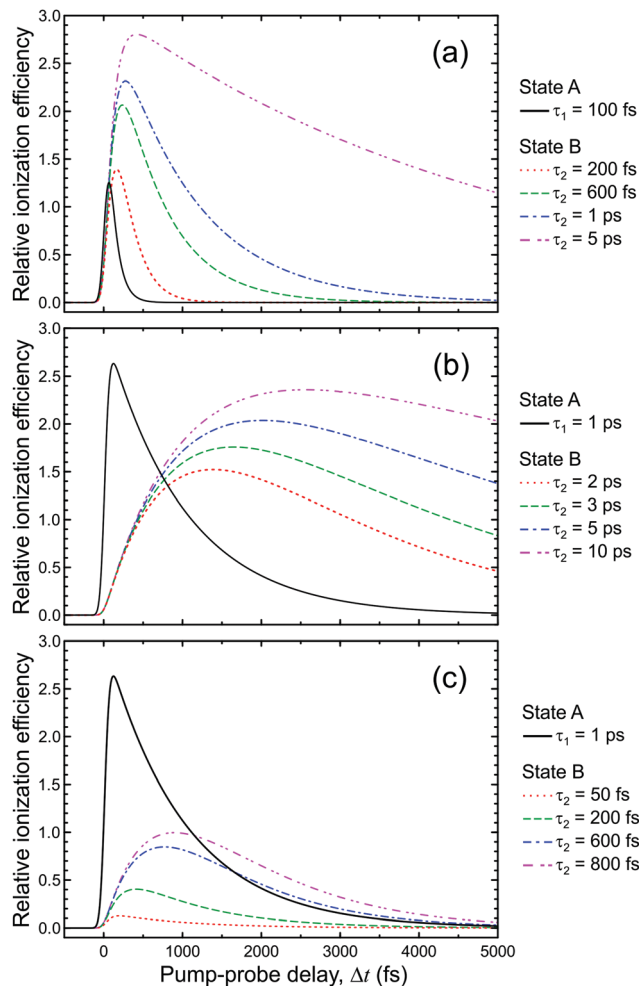 3.0
2.5
2.0
1.5
1.0
0.5
0.0
Relative ionization efficiency
(a)
State A
τ1 = 100 fs
State B
τ2 = 200 fs
τ2 = 600 fs
τ2 = 1 ps
τ2 = 5 ps
3.0
2.5
2.0
1.5
1.0
0.5
0.0
Relative ionization efficiency
(b)
State A
τ1 = 1 ps
State B
τ2 = 2 ps
τ2 = 3 ps
τ2 = 5 ps
τ2 = 10 ps
3.0
2.5
2.0
1.5
1.0
0.5
0.0
Relative ionization efficiency
(c)
State A
τ1 = 1 ps
State B
τ2 = 50 fs
τ2 = 200 fs
τ2 = 600 fs
τ2 = 800 fs
0 1000 2000 3000 4000 5000
Pump-probe delay, Δt (fs)